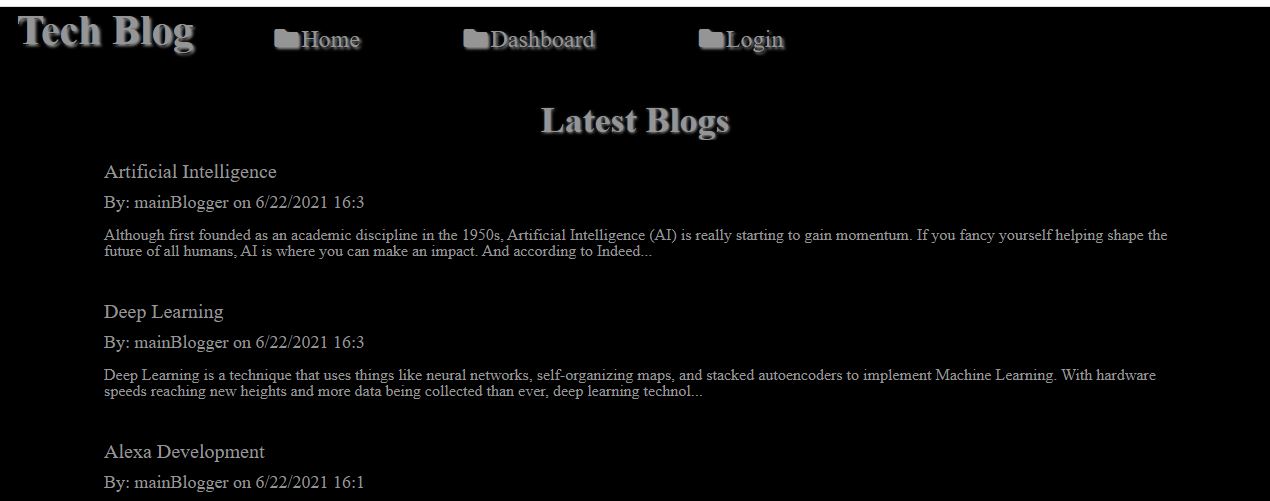 Tech Blog Home Dashboard Login
Latest Blogs
Artificial Intelligence
By: mainBlogger on 6/22/2021 16:3
Although first founded as an academic discipline in the 1950s, Artificial Intelligence (AI) is really starting to gain momentum. If you fancy yourself helping shape the
future of all humans, AI is where you can make an impact. And according to Indeed...
Deep Learning
By: mainBlogger on 6/22/2021 16:3
Deep Learning is a technique that uses things like neural networks, self-organizing maps, and stacked autoencoders to implement Machine Learning. With hardware
speeds reaching new heights and more data being collected than ever, deep learning technol...
Alexa Development
By: mainBlogger on 6/22/2021 16:1